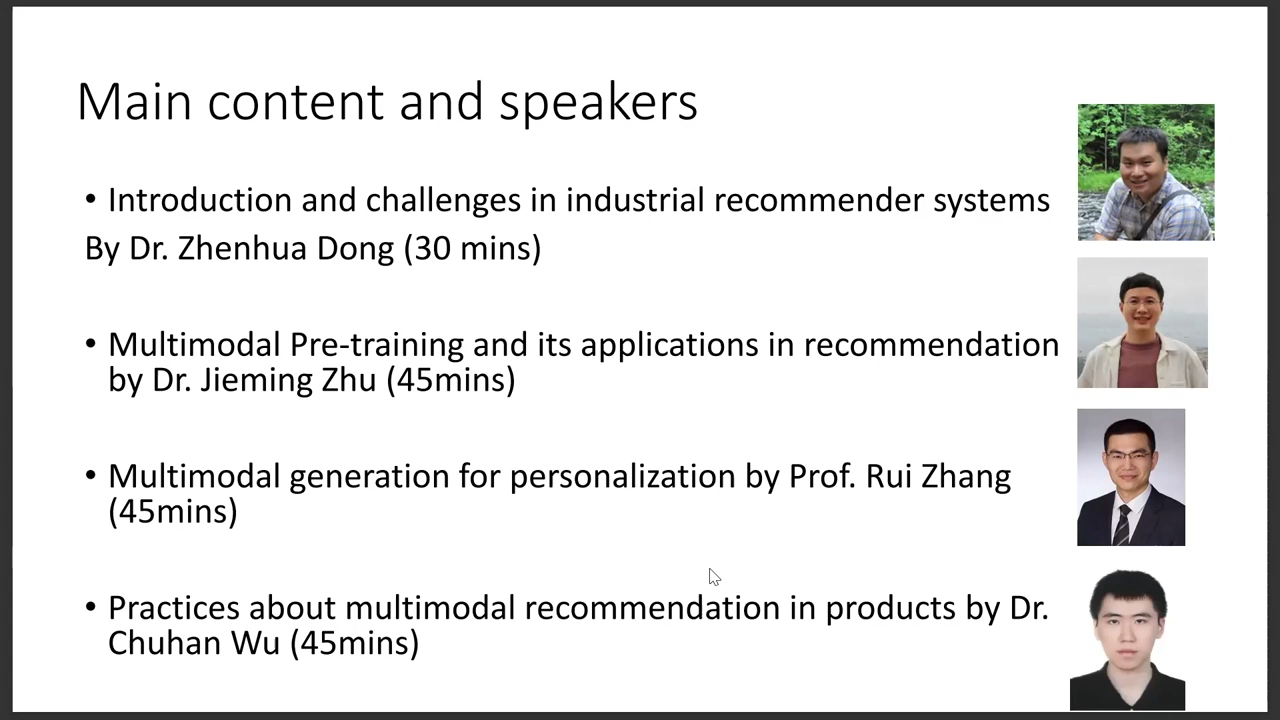 Main content and speakers
• Introduction and challenges in industrial recommender systems
By Dr. Zhenhua Dong (30 mins)
• Multimodal Pre-training and its applications in recommendation
by Dr. Jieming Zhu (45mins)
• Multimodal generation for personalization by Prof. Rui Zhang
(45mins)
• Practices about multimodal recommendation in products by Dr.
Chuhan Wu (45mins)